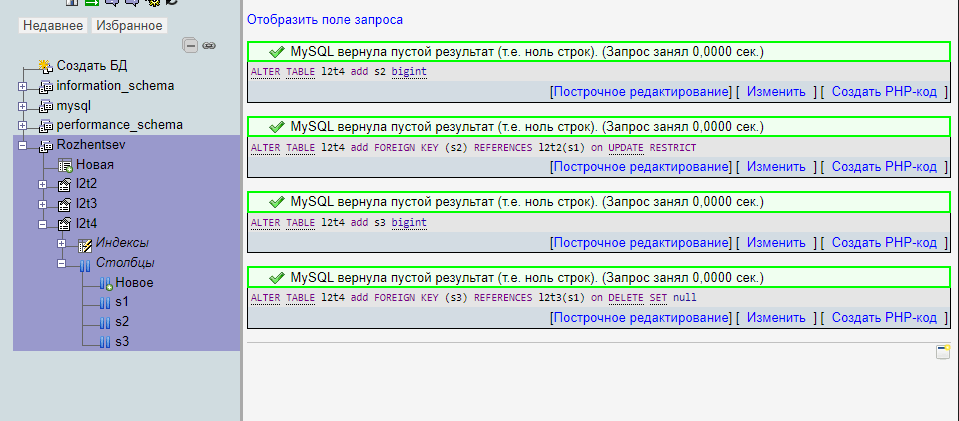 Недавнее Избранное
Создать БД
information_schema
mysql
performance_schema
Rozhentsev
Новая
l2t2
l2t3
l2t4
Индексы
Столбцы
Новое
s1
s2
s3
Отобразить поле запроса
MySQL вернула пустой результат (т.е. ноль строк). (Запрос занял 0,0000 сек.)
ALTER TABLE l2t4 add s2 bigint
[Построчное редактирование] [ Изменить ] [ Создать PHP-код ]
MySQL вернула пустой результат (т.е. ноль строк). (Запрос занял 0,0000 сек.)
ALTER TABLE l2t4 add FOREIGN KEY (s2) REFERENCES l2t2(s1) on UPDATE RESTRICT
[Построчное редактирование] [ Изменить ] [ Создать PHP-код ]
MySQL вернула пустой результат (т.е. ноль строк). (Запрос занял 0,0000 сек.)
ALTER TABLE l2t4 add s3 bigint
[Построчное редактирование] [ Изменить ] [ Создать PHP-код ]
MySQL вернула пустой результат (т.е. ноль строк). (Запрос занял 0,0000 сек.)
ALTER TABLE l2t4 add FOREIGN KEY (s3) REFERENCES l2t3(s1) on DELETE SET null
[Построчное редактирование] [ Изменить ] [ Создать PHP-код ]